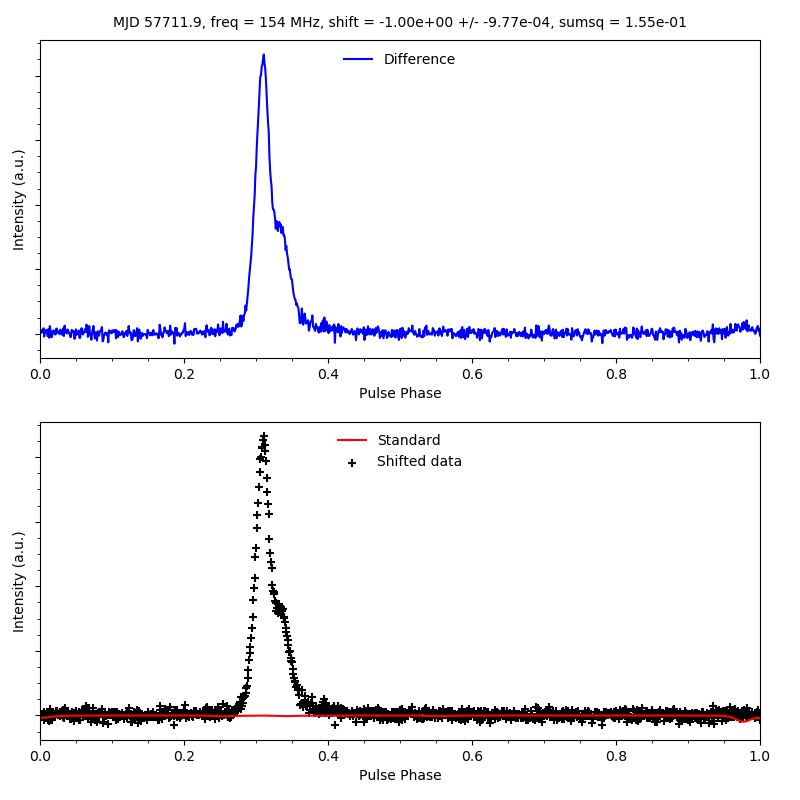 MJD 57711.9, freq = 154 MHz, shift = -1.00e+00 +/- -9.77e-04, sumsq = 1.55e-01
Difference
Intensity (a.u.)
0.0 0.2 0.4 0.6 0.8 1.0
Pulse Phase
Standard
Shifted data
Intensity (a.u.)
0.0 0.2 0.4 0.6 0.8 1.0
Pulse Phase